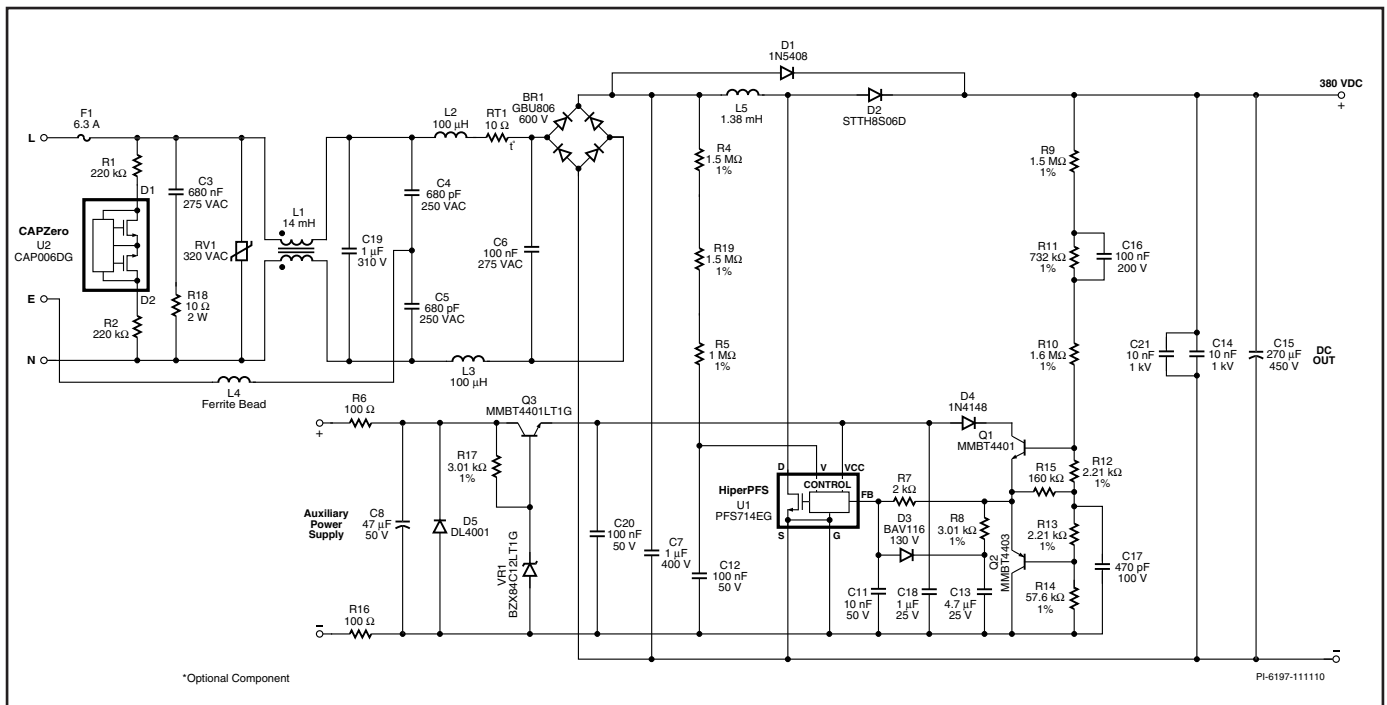 D1
1N5408
BR1
GBU806
600 V
L5
1.38 mH
D2
STTH8S06D
380 VDC
+
F1
6.3 A
L
L2
100 µH
RT1
10 Ω
t°
R1
220 kΩ
D1
C3
680 nF
275 VAC
CAPZero
U2
CAP006DG
RV1
320 VAC
L1
14 mH
C4
680 pF
250 VAC
C19
1 µF
310 V
C6
100 nF
275 VAC
C5
680 pF
250 VAC
E
D2
R18
10 Ω
2 W
R2
220 kΩ
N
L3
100 µH
L4
Ferrite Bead
R4
1.5 MΩ
1%
R19
1.5 MΩ
1%
R5
1 MΩ
1%
R9
1.5 MΩ
1%
R11
732 kΩ
1%
C16
100 nF
200 V
R10
1.6 MΩ
1%
C21
10 nF
1 kV
C14
10 nF
1 kV
C15
270 µF
450 V
DC
OUT
R6
100 Ω
+
Q3
MMBT4401LT1G
R17
3.01 kΩ
1%
Auxiliary
Power
Supply
C8
47 µF
50 V
D5
DL4001
VR1
BZX84C12LT1G
C20
100 nF
50 V
C7
1 µF
400 V
C12
100 nF
50 V
R16
100 Ω
–
D4
1N4148
Q1
MMBT4401
D
V
VCC
CONTROL
HiperPFS
U1
PFS714EG
FB
S
G
R7
2 kΩ
D3
BAV116
130 V
R8
3.01 kΩ
1%
R15
160 kΩ
R12
2.21 kΩ
1%
R13
2.21 kΩ
1%
Q2
MMBT4403
C17
470 pF
100 V
R14
57.6 kΩ
1%
C11
10 nF
50 V
C18
1 µF
25 V
C13
4.7 µF
25 V
–
*Optional Component
PI-6197-111110